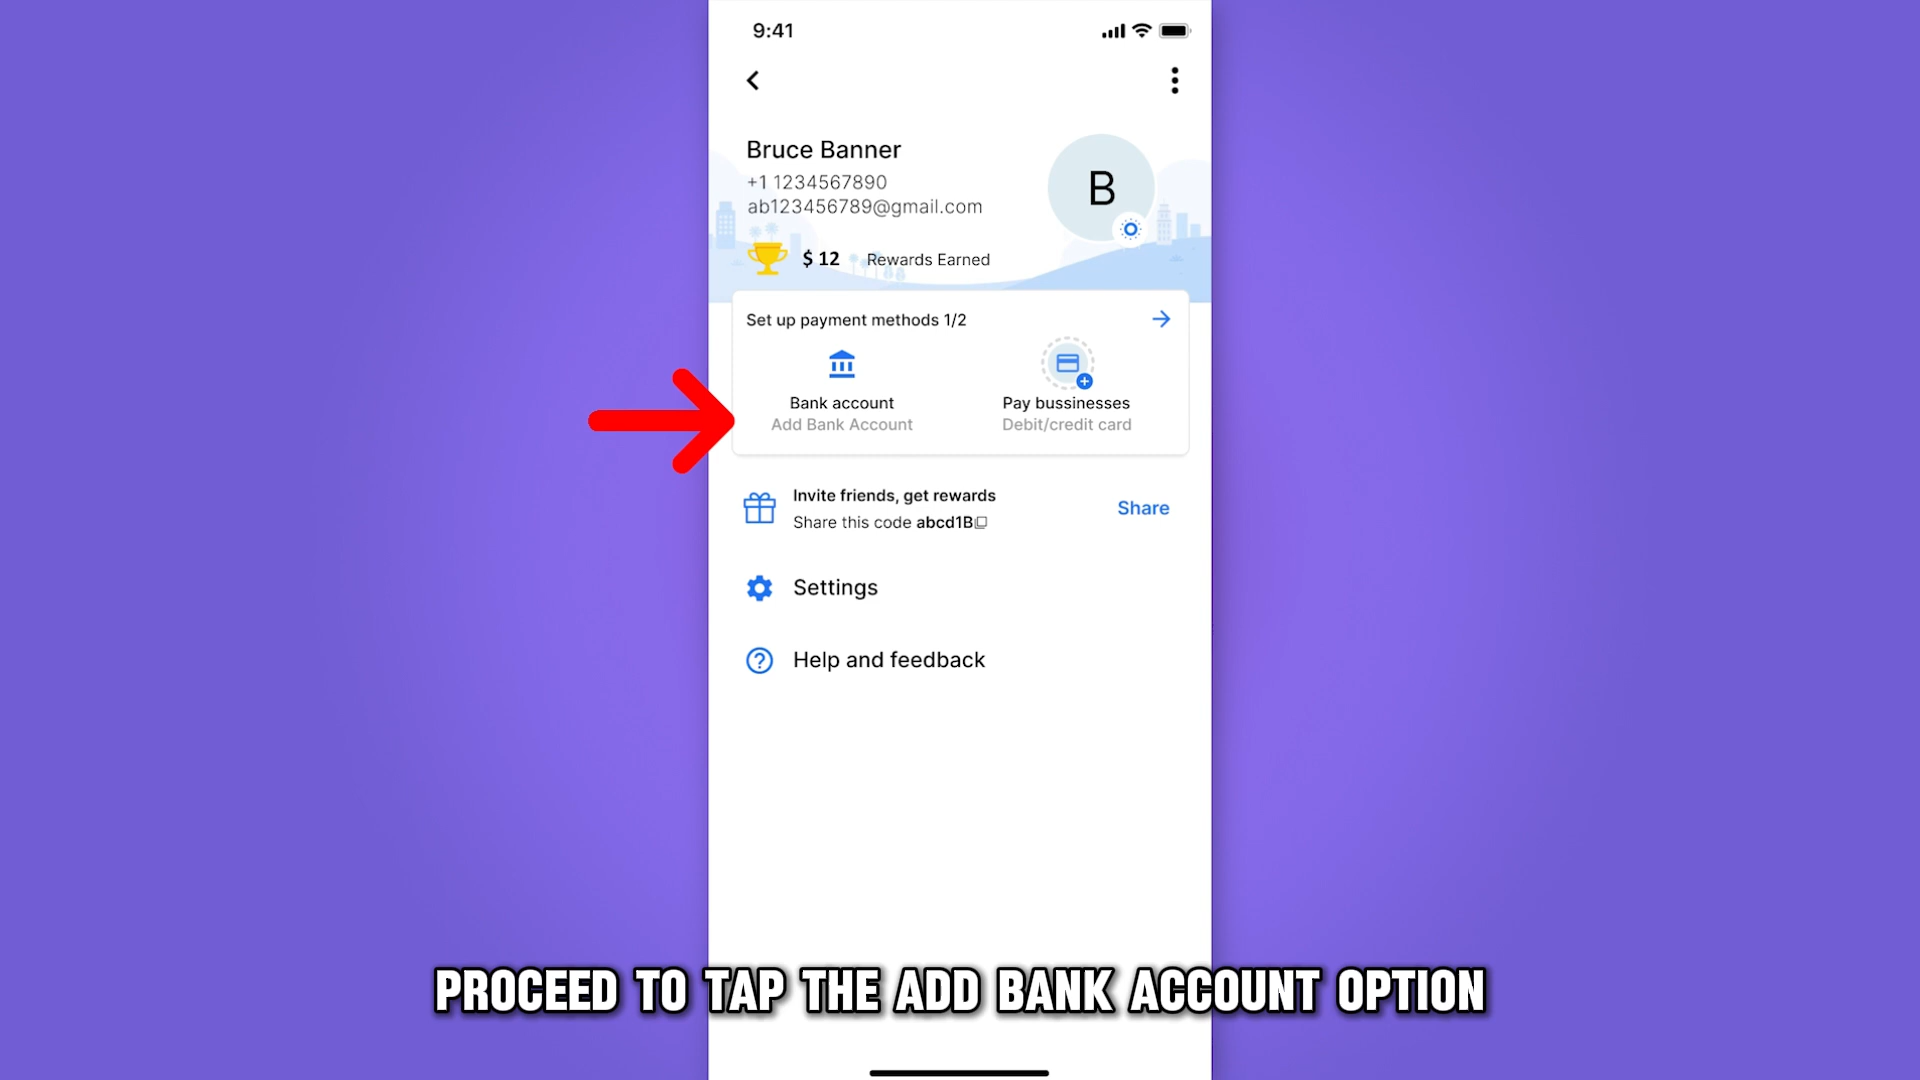 9:41
Bruce Banner
B
+1 1234567890
ab123456789@gmail.com
$ 12 Rewards Earned
Set up payment methods 1/2
Bank account
Add Bank Account
Pay bussinesses
Debit/credit card
Invite friends, get rewards
Share this code abcd1B
Share
Settings
Help and feedback
PROCEED TO TAP THE ADD BANK ACCOUNT OPTION